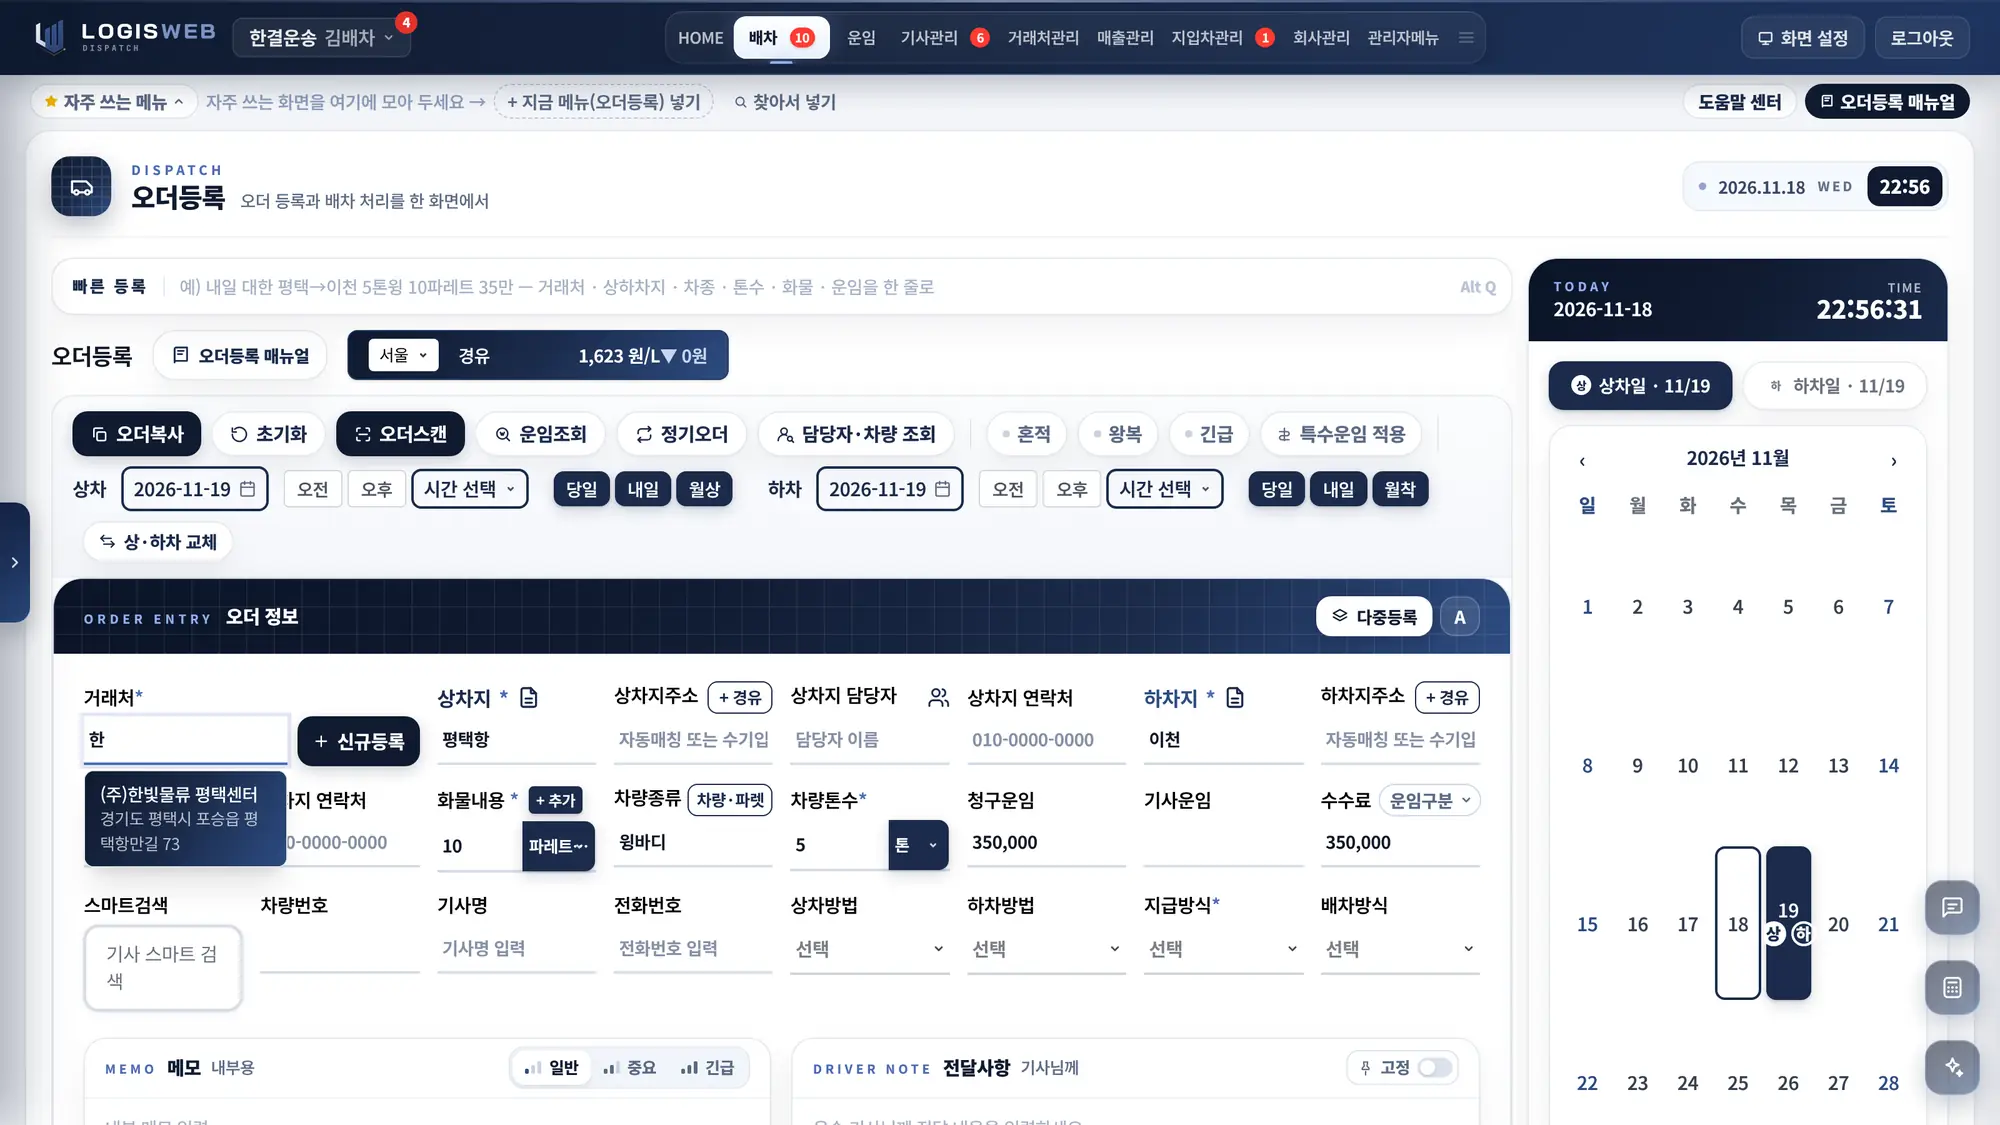 LOGISWEB
DISPATCH
한결운송 김배차
4
HOME
배차 10
운임
기사관리 6
거래처관리
매출관리
지입차관리 1
회사관리
관리자메뉴
화면 설정
로그아웃
자주 쓰는 메뉴
자주 쓰는 화면을 여기에 모아 두세요 →
+ 지금 메뉴(오더등록) 넣기
찾아서 넣기
도움말 센터
오더등록 매뉴얼
DISPATCH
오더등록 오더 등록과 배차 처리를 한 화면에서
2026.11.18 WED 22:56
빠른 등록 예) 내일 대한 평택→이천 5톤윙 10파레트 35만 — 거래처 · 상하차지 · 차종 · 톤수 · 화물 · 운임을 한 줄로 Alt Q
오더등록
오더등록 매뉴얼
서울 경유 1,623 원/L▼ 0원
오더복사
초기화
오더스캔
운임조회
정기오더
담당자·차량 조회
혼적
왕복
긴급
특수운임 적용
상차 2026-11-19 오전 오후 시간 선택 당일 내일 월상
하차 2026-11-19 오전 오후 시간 선택 당일 내일 월착
상·하차 교체
ORDER ENTRY 오더 정보
다중등록 A
거래처* 상차지 * 상차지주소 + 경유 상차지 담당자 상차지 연락처 하차지 * 하차지주소 + 경유
한 + 신규등록 평택항 자동매칭 또는 수기입 담당자 이름 010-0000-0000 이천 자동매칭 또는 수기입
(주)한빛물류 평택센터
경기도 평택시 포승읍 평
택항만길 73
지 연락처 화물내용 * + 추가 차량종류 차량·파렛 차량톤수* 청구운임 기사운임 수수료 운임구분
0-0000-0000 10 파레트 윙바디 5 톤 350,000 350,000
스마트검색 차량번호 기사명 전화번호 상차방법 하차방법 지급방식* 배차방식
기사 스마트 검
색
기사명 입력 전화번호 입력 선택 선택 선택 선택
MEMO 메모 내부용 일반 중요 긴급
DRIVER NOTE 전달사항 기사님께 고정
TODAY
2026-11-18
TIME
22:56:31
상 상차일 · 11/19
하 하차일 · 11/19
‹ 2026년 11월 ›
일 월 화 수 목 금 토
1 2 3 4 5 6 7
8 9 10 11 12 13 14
15 16 17 18 19 20 21
상 하
22 23 24 25 26 27 28